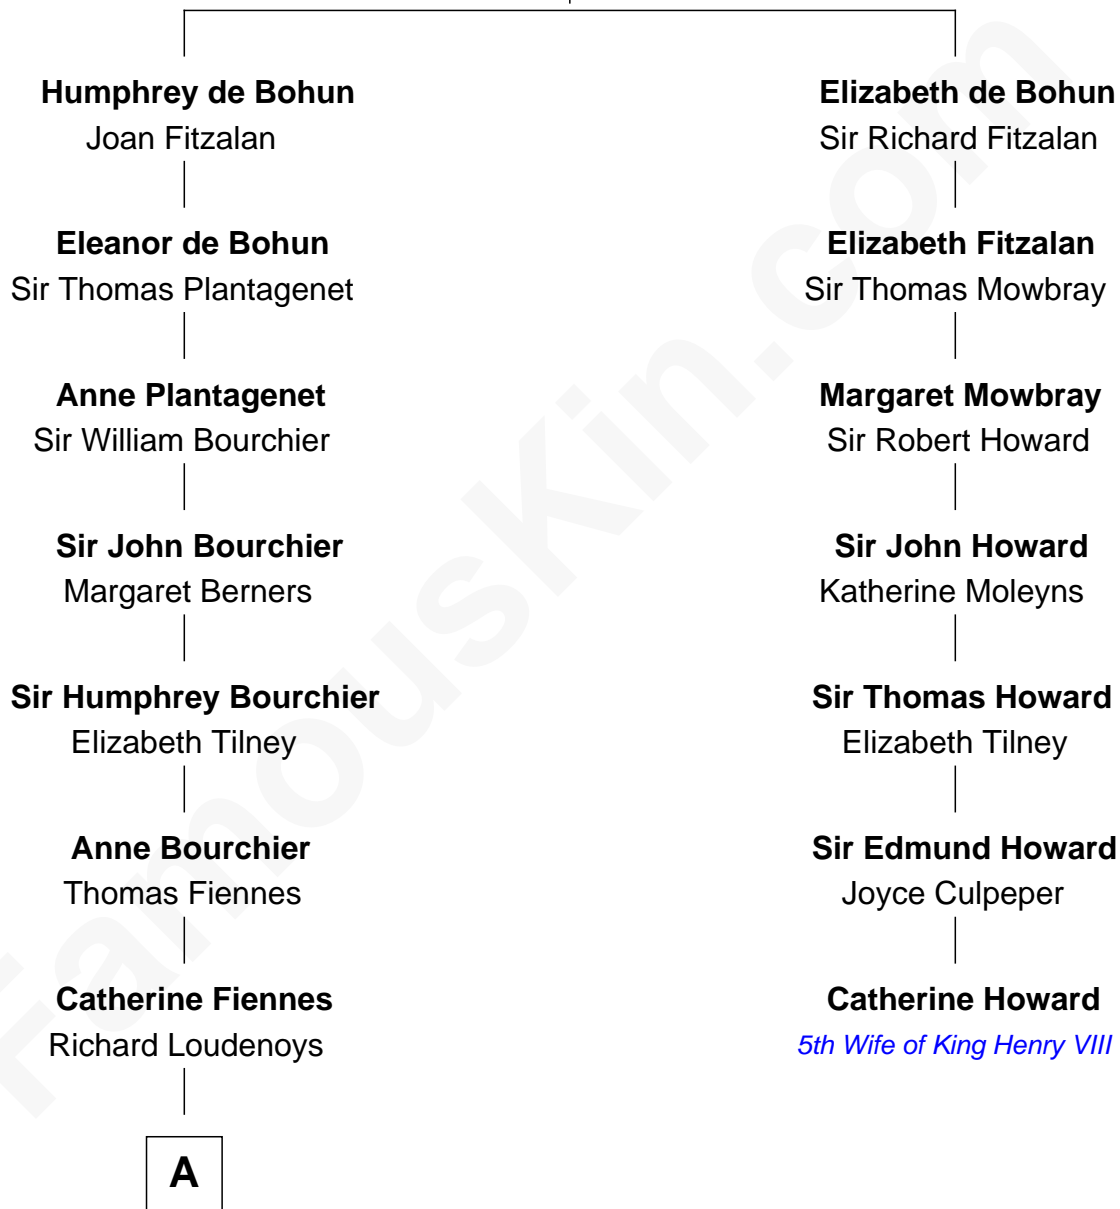 Humphrey de Bohun
Joan Fitzalan
Eleanor de Bohun
Sir Thomas Plantagenet
Anne Plantagenet
Sir William Bourchier
Sir John Bourchier
Margaret Berners
Sir Humphrey Bourchier
Elizabeth Tilney
Anne Bourchier
Thomas Fiennes
Catherine Fiennes
Richard Loudenoys
A
Elizabeth de Bohun
Sir Richard Fitzalan
Elizabeth Fitzalan
Sir Thomas Mowbray
Margaret Mowbray
Sir Robert Howard
Sir John Howard
Katherine Moleyns
Sir Thomas Howard
Elizabeth Tilney
Sir Edmund Howard
Joyce Culpeper
Catherine Howard
5th Wife of King Henry VIII
FamousKin.com